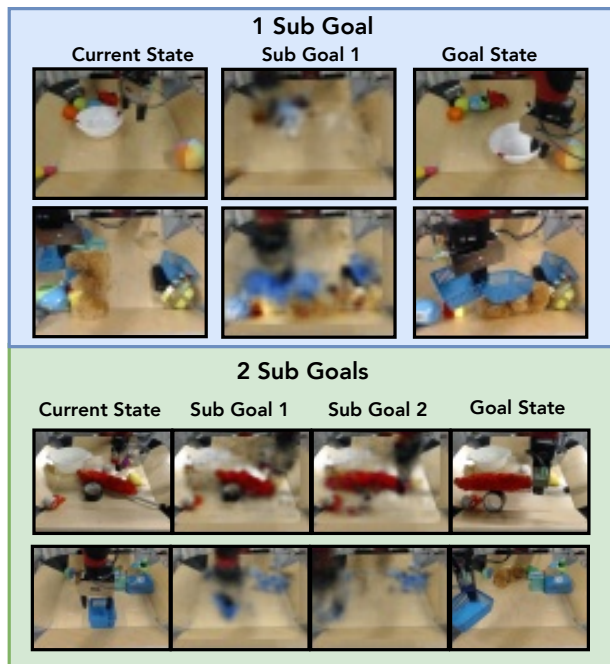 1 Sub Goal
Current State Sub Goal 1 Goal State
2 Sub Goals
Current State Sub Goal 1 Sub Goal 2 Goal State